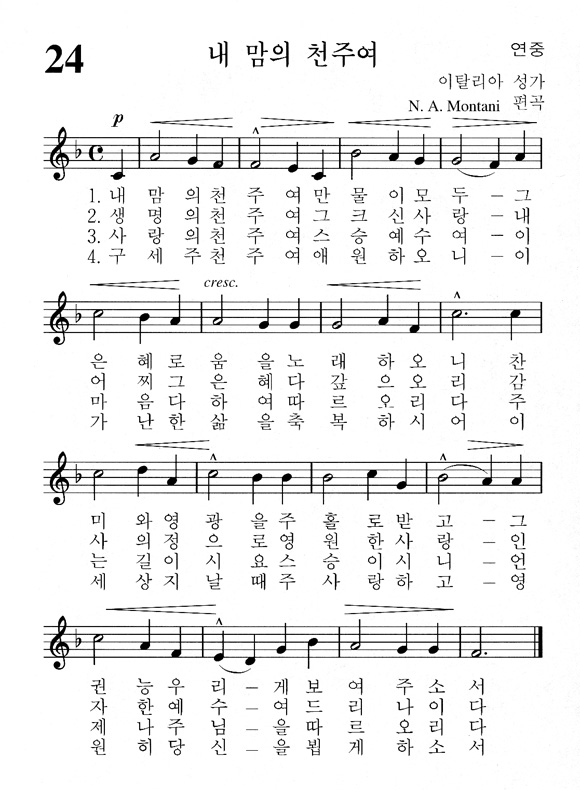 24
내 맘의 천주여
연중
이탈리아 성가
N. A. Montani 편곡
p
1. 내 맘 의 천 주 여 만 물 이 모 두 – 그
2. 생 명 의 천 주 여 그 크 신 사 랑 – 내
3. 사 랑 의 천 주 여 스 승 예 수 여 – 이
4. 구 세 주 천 주 여 애 원 하 오 니 – 이
cresc.
은 혜 로 움 을 노 래 하 오 니 찬
어 찌 그 은 혜 다 갚 으 오 리 감
마 음 다 하 여 따 르 오 리 다 주
가 난 한 삶 을 축 복 하 시 어 이
미 와 영 광 을 주 홀 로 받 고 – 그
사 의 정 으 로 영 원 한 사 랑 – 인
는 길 이 시 요 스 승 이 시 니 – 언
세 상 지 날 때 주 사 랑 하 고 – 영
권 능 우 리 – 게 보 여 주 소 서
자 한 예 수 – 여 드 리 나 이 다
제 나 주 님 – 을 따 르 오 리 다
원 히 당 신 – 을 뵙 게 하 소 서